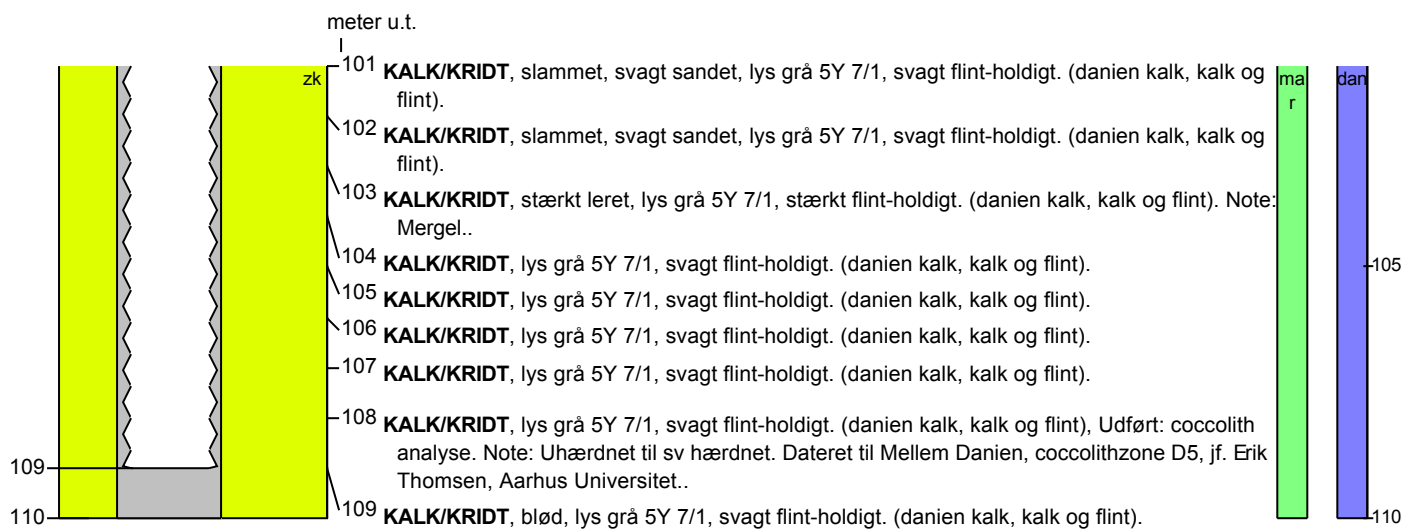 meter u.t.
101 KALK/KRIDT, slammet, svagt sandet, lys grå 5Y 7/1, svagt flint-holdigt. (danien kalk, kalk og
flint).
zk
ma
r
dan
102 KALK/KRIDT, slammet, svagt sandet, lys grå 5Y 7/1, svagt flint-holdigt. (danien kalk, kalk og
flint).
103 KALK/KRIDT, stærkt leret, lys grå 5Y 7/1, stærkt flint-holdigt. (danien kalk, kalk og flint). Note:
Mergel..
104 KALK/KRIDT, lys grå 5Y 7/1, svagt flint-holdigt. (danien kalk, kalk og flint).
105
105 KALK/KRIDT, lys grå 5Y 7/1, svagt flint-holdigt. (danien kalk, kalk og flint).
106 KALK/KRIDT, lys grå 5Y 7/1, svagt flint-holdigt. (danien kalk, kalk og flint).
107 KALK/KRIDT, lys grå 5Y 7/1, svagt flint-holdigt. (danien kalk, kalk og flint).
108 KALK/KRIDT, lys grå 5Y 7/1, svagt flint-holdigt. (danien kalk, kalk og flint), Udført: coccolith
analyse. Note: Uhærdnet til sv hærdnet. Dateret til Mellem Danien, coccolithzone D5, jf. Erik
Thomsen, Aarhus Universitet..
109
109 KALK/KRIDT, blød, lys grå 5Y 7/1, svagt flint-holdigt. (danien kalk, kalk og flint).
110
110